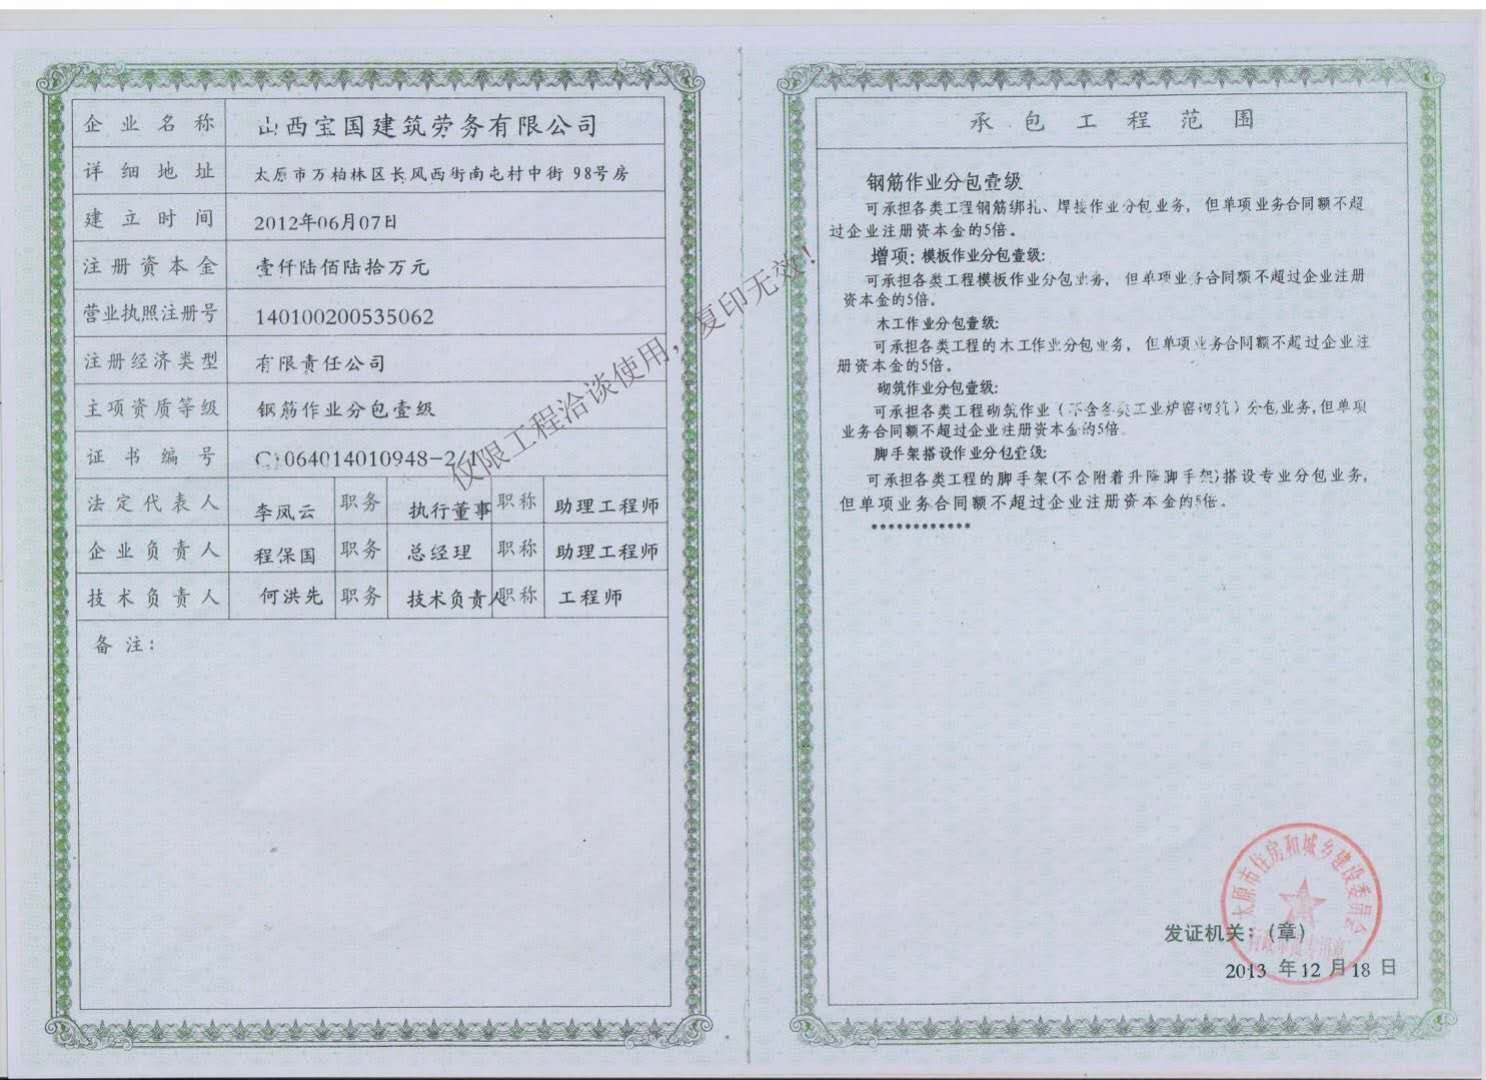 企业名称 山西宝国建筑劳务有限公司
详细地址 太原市万柏林区长风西街南屯村中街 98号房
建立时间 2012年06月07日
注册资本金 壹仟陆佰陆拾万元
营业执照注册号 140100200535062
注册经济类型 有限责任公司
主项资质等级 钢筋作业分包壹级
证书编号 C1064014010948-2/1
法定代表人 李凤云 职务 执行董事 职称 助理工程师
企业负责人 程保国 职务 总经理 职称 助理工程师
技术负责人 何洪先 职务 技术负责人 职称 工程师
备注:
仅限工程洽谈使用，复印无效！
承包工程范围
钢筋作业分包壹级
可承担各类工程钢筋绑扎、焊接作业分包业务，但单项业务合同额不超
过企业注册资本金的5倍。
增项: 模板作业分包壹级:
可承担各类工程模板作业分包业务，但单项业务合同额不超过企业注册
资本金的5倍。
木工作业分包壹级:
可承担各类工程的木工作业分包业务，但单项业务合同额不超过企业注
册资本金的5倍。
砌筑作业分包壹级:
可承担各类工程砌筑作业（不含各类工业炉窑砌筑）分包业务,但单项
业务合同额不超过企业注册资本金的5倍。
脚手架搭设作业分包壹级:
可承担各类工程的脚手架(不含附着升降脚手架)搭设专业分包业务,
但单项业务合同额不超过企业注册资本金的5倍。
************
太原市住房和城乡建设委员会
发证机关: (章)
2013 年 12 月 18 日